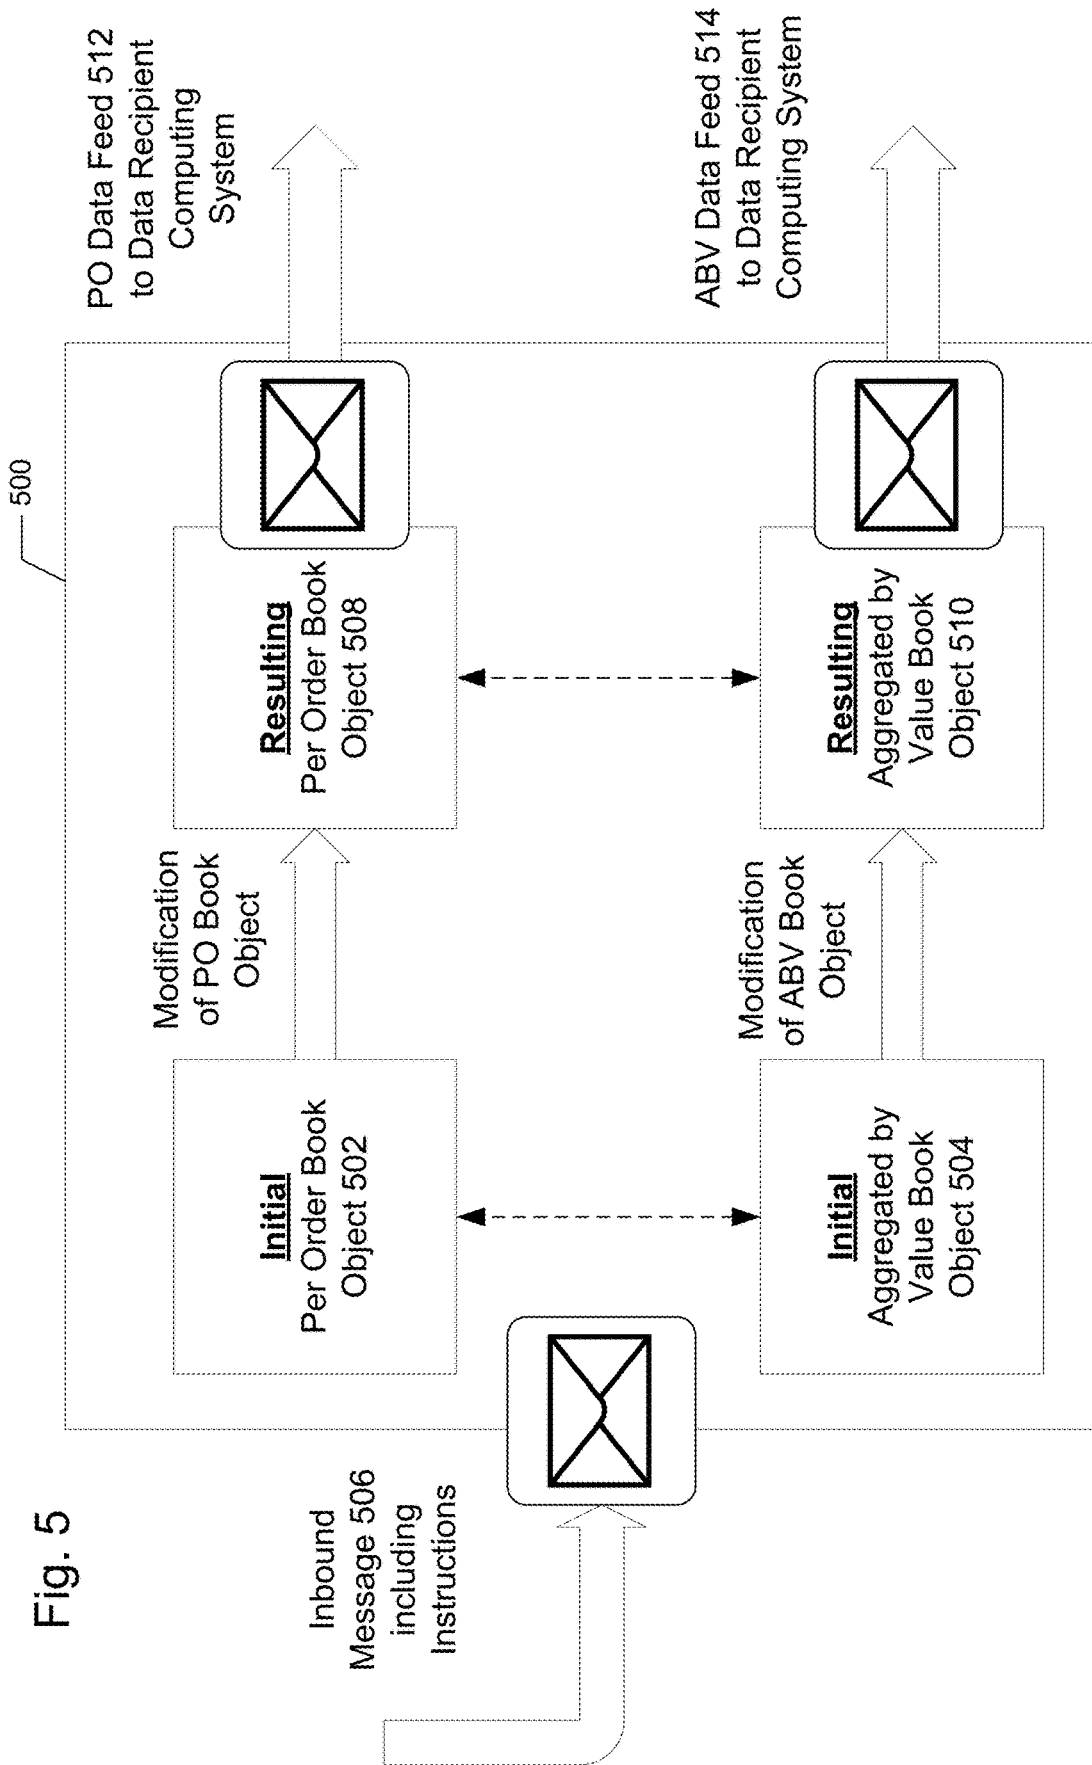 Fig. 5
500
Inbound
Message 506
including
Instructions
Initial
Per Order Book
Object 502
Modification
of PO Book
Object
Resulting
Per Order Book
Object 508
PO Data Feed 512
to Data Recipient
Computing
System
Initial
Aggregated by
Value Book
Object 504
Modification
of ABV Book
Object
Resulting
Aggregated by
Value Book
Object 510
ABV Data Feed 514
to Data Recipient
Computing System